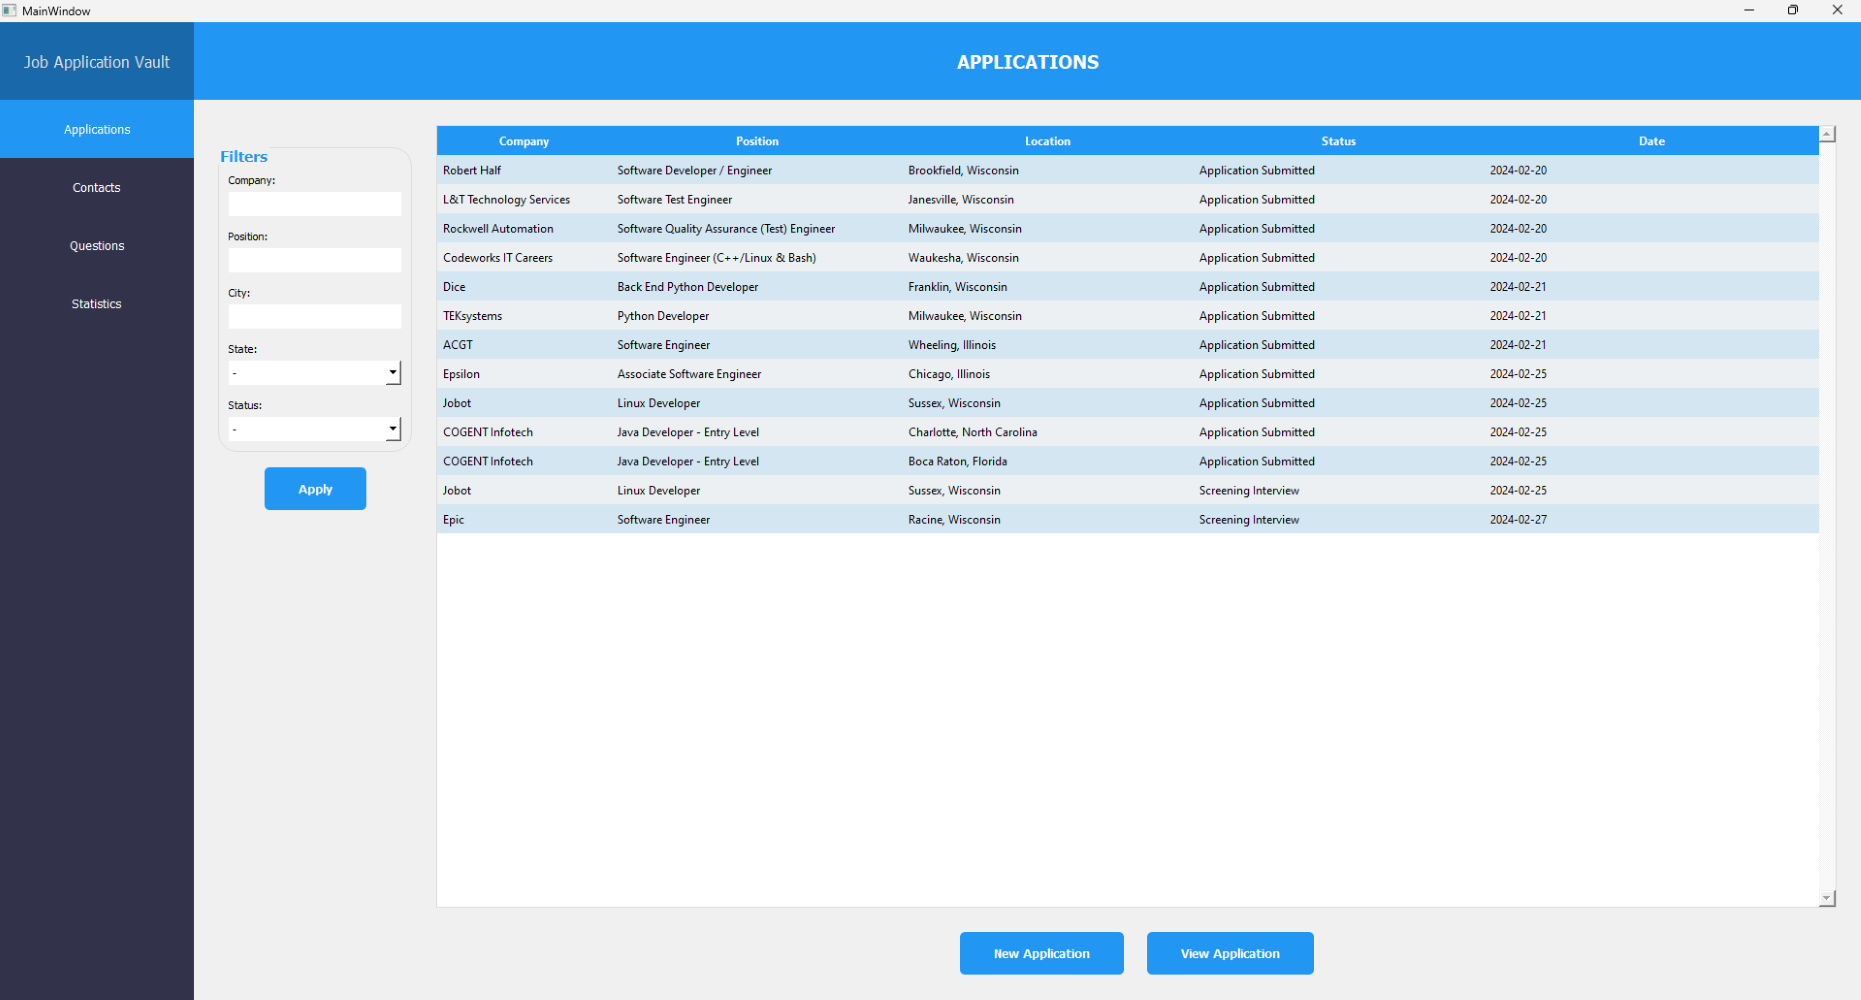 MainWindow
Job Application Vault
APPLICATIONS
Applications
Contacts
Questions
Statistics
Filters
Company:
Position:
City:
State:
-
Status:
-
Apply
Company Position Location Status Date
Robert Half Software Developer / Engineer Brookfield, Wisconsin Application Submitted 2024-02-20
L&T Technology Services Software Test Engineer Janesville, Wisconsin Application Submitted 2024-02-20
Rockwell Automation Software Quality Assurance (Test) Engineer Milwaukee, Wisconsin Application Submitted 2024-02-20
Codeworks IT Careers Software Engineer (C++/Linux & Bash) Waukesha, Wisconsin Application Submitted 2024-02-20
Dice Back End Python Developer Franklin, Wisconsin Application Submitted 2024-02-21
TEKsystems Python Developer Milwaukee, Wisconsin Application Submitted 2024-02-21
ACGT Software Engineer Wheeling, Illinois Application Submitted 2024-02-21
Epsilon Associate Software Engineer Chicago, Illinois Application Submitted 2024-02-25
Jobot Linux Developer Sussex, Wisconsin Application Submitted 2024-02-25
COGENT Infotech Java Developer - Entry Level Charlotte, North Carolina Application Submitted 2024-02-25
COGENT Infotech Java Developer - Entry Level Boca Raton, Florida Application Submitted 2024-02-25
Jobot Linux Developer Sussex, Wisconsin Screening Interview 2024-02-25
Epic Software Engineer Racine, Wisconsin Screening Interview 2024-02-27
New Application View Application